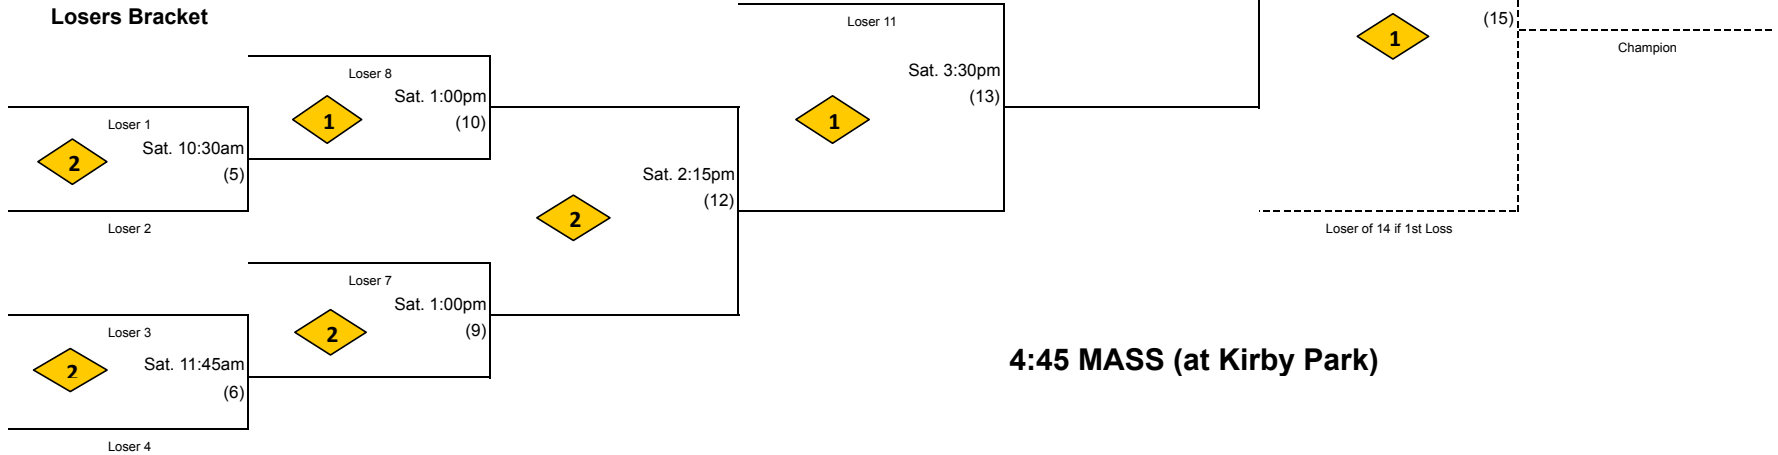 Losers Bracket
Loser 11
(15)
1
Champion
Loser 8
Sat. 1:00pm
(10)
1
Sat. 3:30pm
(13)
1
Loser 1
Sat. 10:30am
(5)
2
Loser 2
Sat. 2:15pm
(12)
2
Loser of 14 if 1st Loss
Loser 7
Sat. 1:00pm
(9)
2
Loser 3
Sat. 11:45am
(6)
2
Loser 4
4:45 MASS (at Kirby Park)